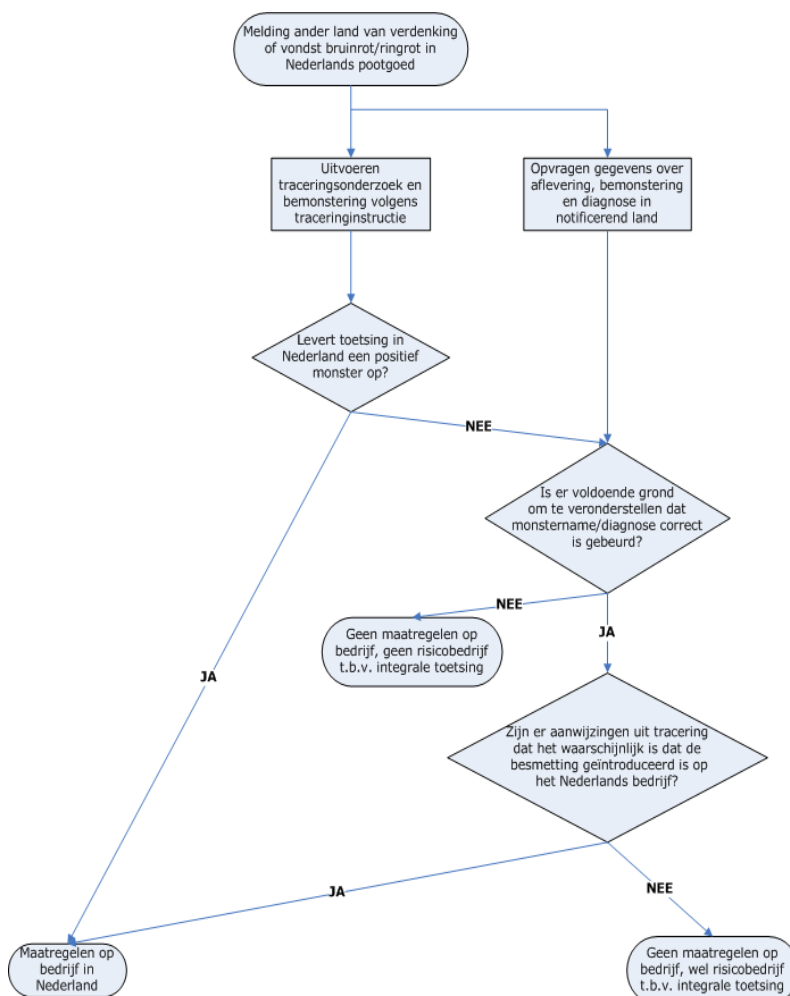 Melding ander land van verdenking
of vondst bruinrot/ringrot in
Nederlands pootgoed
Uitvoeren
traceringsonderzoek en
bemonstering volgens
traceringinstructie
Opvragen gegevens over
aflevering, bemonstering
en diagnose in
notificerend land
Levert toetsing in
Nederland een positief
monster op?
NEE
Is er voldoende grond
om te veronderstellen dat
monstername/diagnose correct
is gebeurd?
NEE
JA
Geen maatregelen op
bedrijf, geen risicobedrijf
t.b.v. integrale toetsing
JA
Zijn er aanwijzingen uit tracering
dat het waarschijnlijk is dat de
besmetting geïntroduceerd is op
het Nederlands bedrijf?
JA
NEE
Maatregelen op
bedrijf in
Nederland
Geen maatregelen op
bedrijf, wel risicobedrijf
t.b.v. integrale toetsing